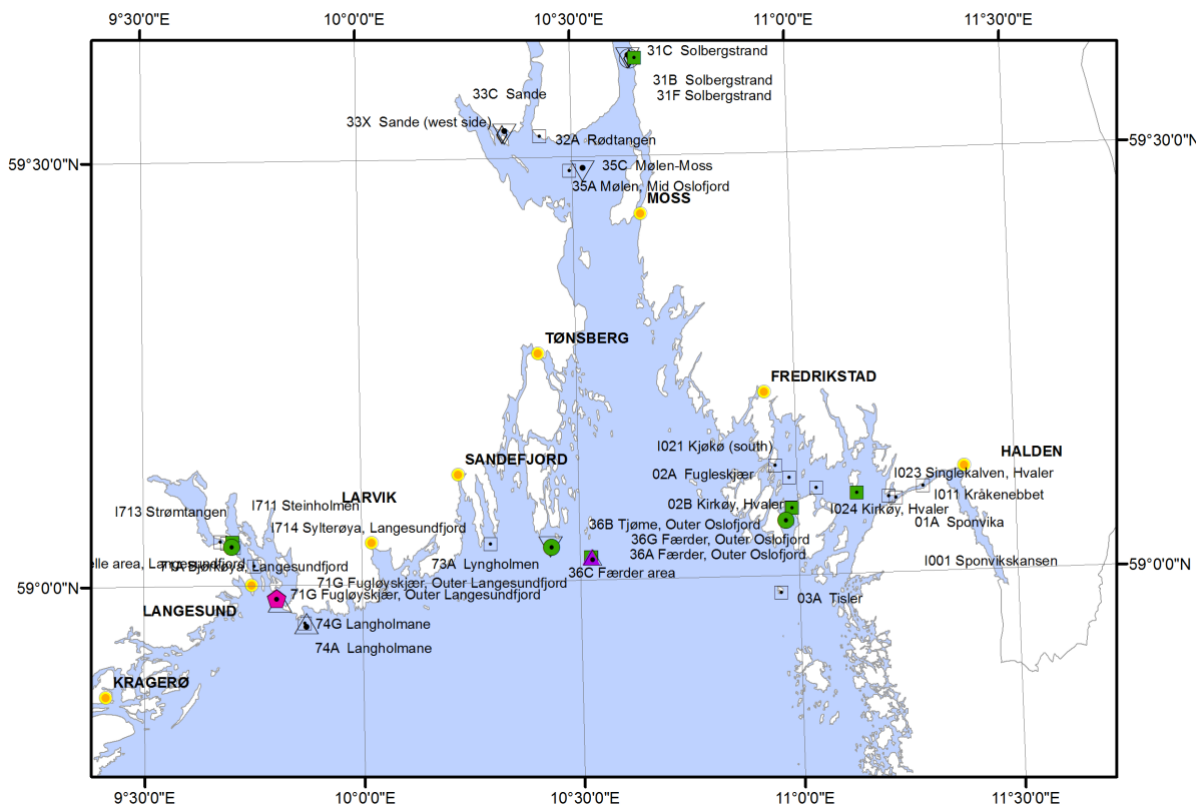 9°30'0"E
10°00'0"E
10°30'0"E
11°00'0"E
11°30'0"E
31C Solbergstrand
31B Solbergstrand
31F Solbergstrand
33C Sande
33X Sande (west side)
32A Rødtangen
59°30'0"N
59°30'0"N
35C Mølen-Moss
35A Mølen, Mid Oslofjord
MOSS
TØNSBERG
FREDRIKSTAD
I021 Kjøkø (south)
HALDEN
SANDEFJORD
02A Fugleskjær
I023 Singlekalven, Hvaler
LARVIK
I011 Kråkenebbet
I711 Steinholmen
02B Kirkøy, Hvaler
I024 Kirkøy, Hvaler
I713 Strømtangen
01A Sponvika
I714 Sylterøya, Langesundfjord
36B Tjøme, Outer Oslofjord
36G Færder, Outer Oslofjord
36A Færder, Outer Oslofjord
I001 Sponvikskansen
elle area, Langesundfjord
71A Bjørkøya, Langesundfjord
73A Lyngholmen
36C Færder area
59°0'0"N
59°0'0"N
71G Fugløyskjær, Outer Langesundfjord
71G Fugløyskjær, Outer Langesundfjord
03A Tisler
LANGESUND
74G Langholmane
74A Langholmane
KRAGERØ
9°30'0"E
10°00'0"E
10°30'0"E
11°00'0"E
11°30'0"E